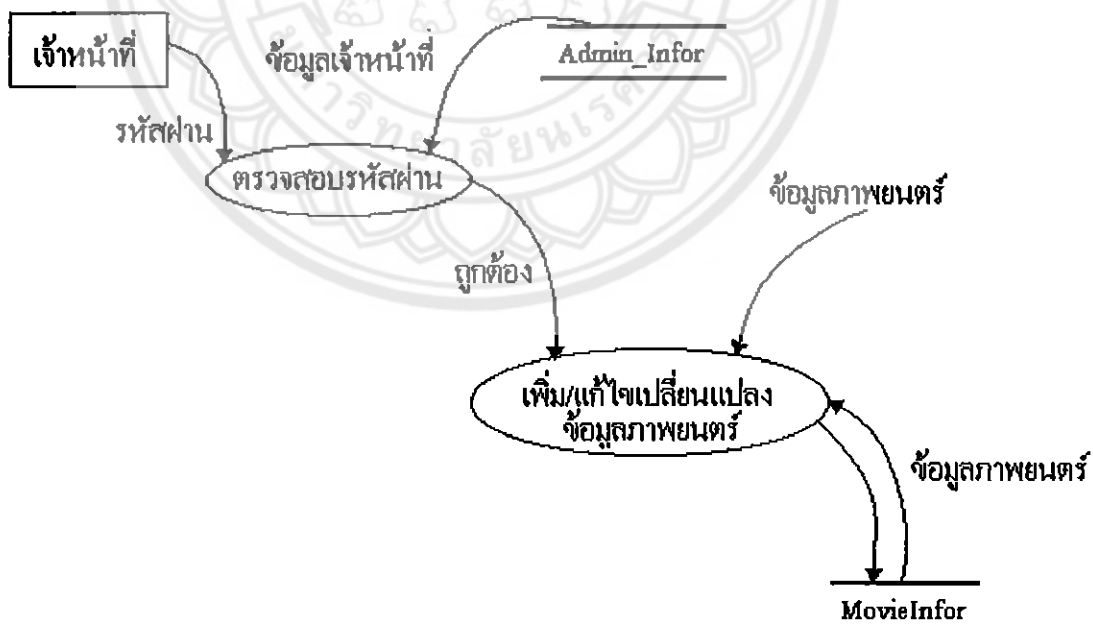 เจ้าหน้าที่
ข้อมูลเจ้าหน้าที่
Admin_Infor
รหัสผ่าน
ตรวจสอบรหัสผ่าน
ข้อมูลภาพยนตร์
ถูกต้อง
เพิ่ม/แก้ไขเปลี่ยนแปลง
ข้อมูลภาพยนตร์
ข้อมูลภาพยนตร์
MovieInfor